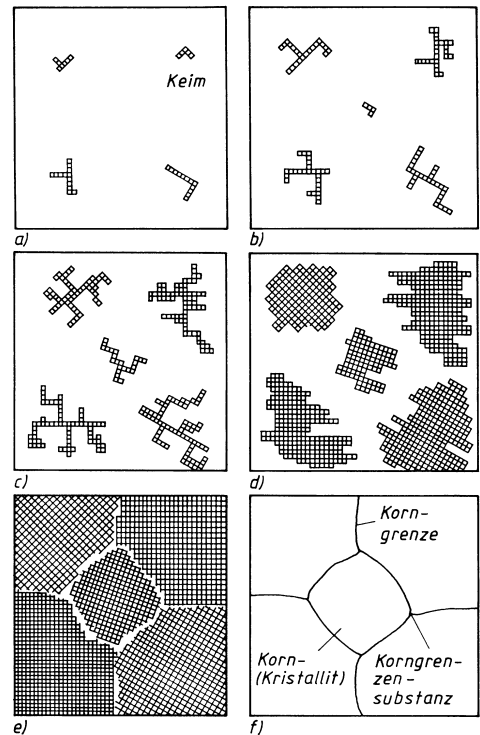 Keim
a)
b)
c)
d)
Korn-
grenze
Korn-
(Kristallit)
Korngren-
zen-
substanz
e)
f)